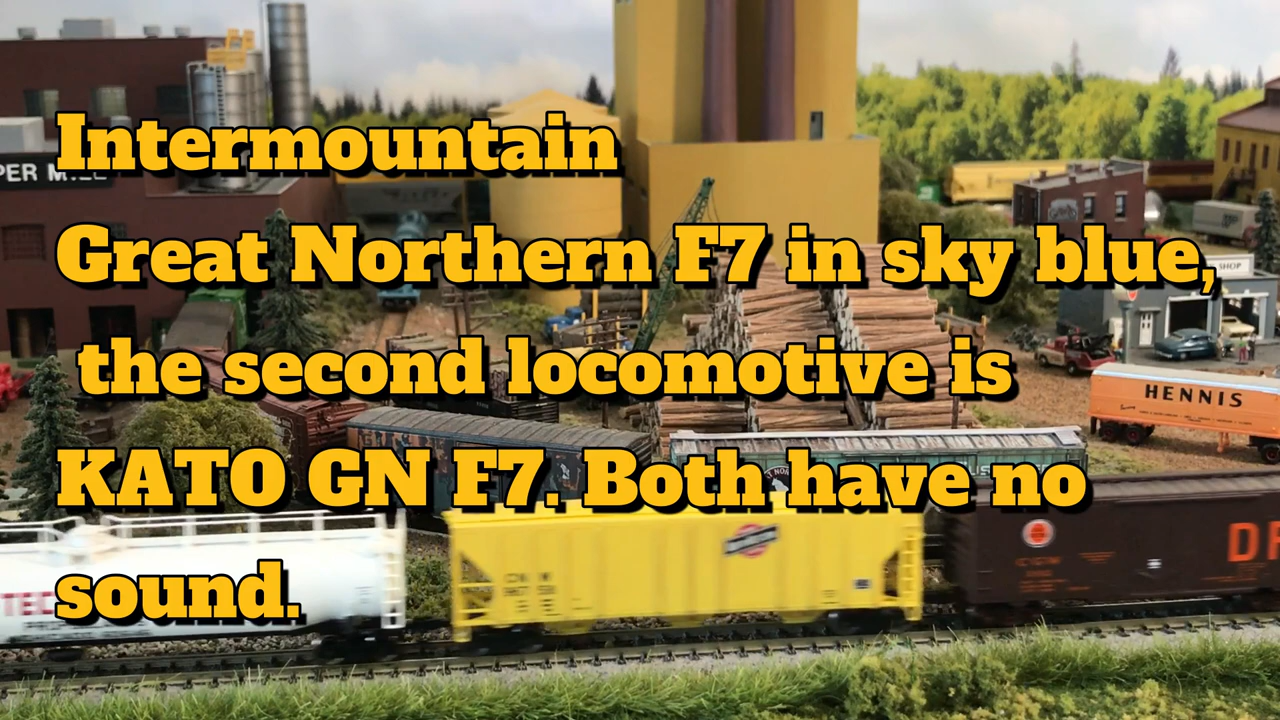 Intermountain
PER MILL
Great Northern F7 in sky blue,
SHOP
the second locomotive is
HENNIS
KATO GN F7. Both have no
sound.